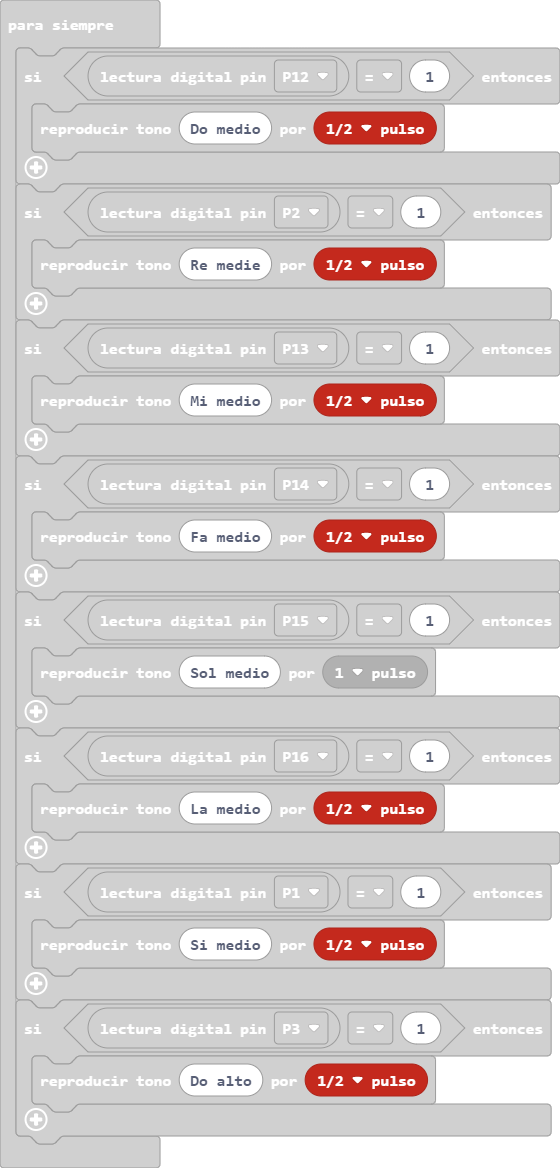 para siempre
si lectura digital pin P12 = 1 entonces
reproducir tono Do medio por 1/2 pulso
si lectura digital pin P2 = 1 entonces
reproducir tono Re medie por 1/2 pulso
si lectura digital pin P13 = 1 entonces
reproducir tono Mi medio por 1/2 pulso
si lectura digital pin P14 = 1 entonces
reproducir tono Fa medio por 1/2 pulso
si lectura digital pin P15 = 1 entonces
reproducir tono Sol medio por 1 pulso
si lectura digital pin P16 = 1 entonces
reproducir tono La medio por 1/2 pulso
si lectura digital pin P1 = 1 entonces
reproducir tono Si medio por 1/2 pulso
si lectura digital pin P3 = 1 entonces
reproducir tono Do alto por 1/2 pulso